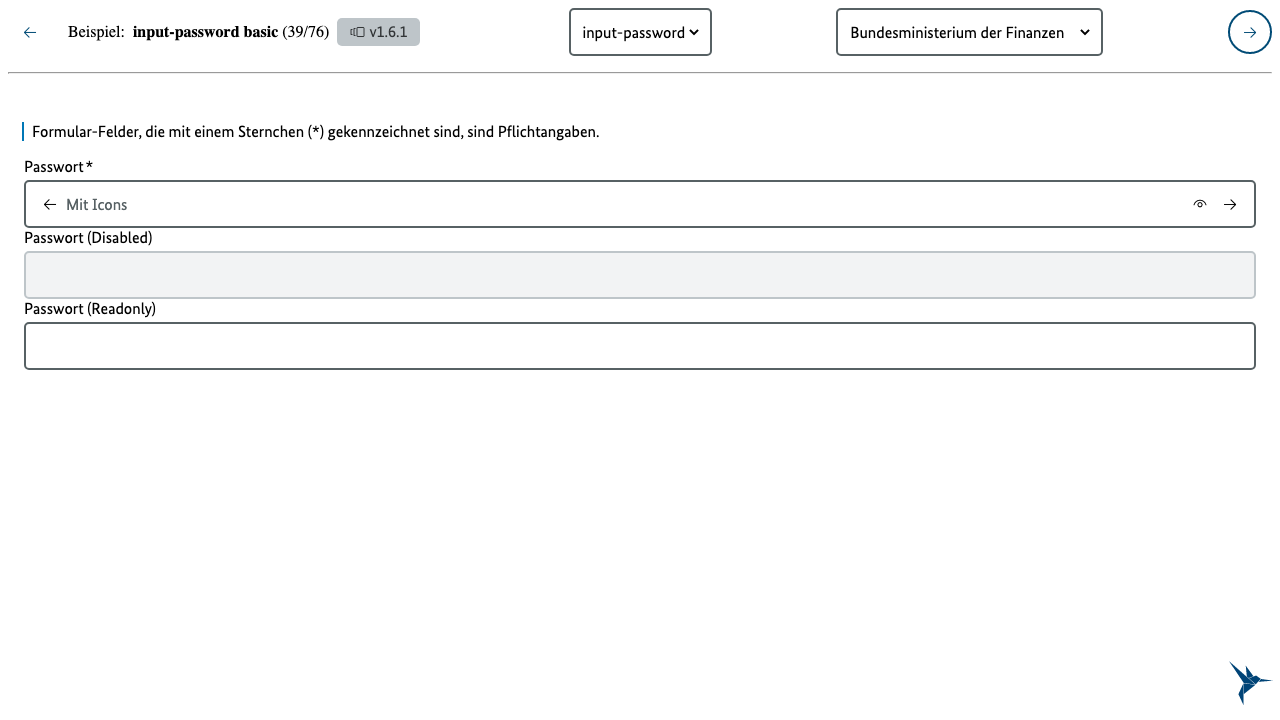 Beispiel: input-password basic (39/76) v1.6.1 input-password Bundesministerium der Finanzen
Formular-Felder, die mit einem Sternchen (*) gekennzeichnet sind, sind Pflichtangaben.
Passwort*
Mit Icons
Passwort (Disabled)
Passwort (Readonly)